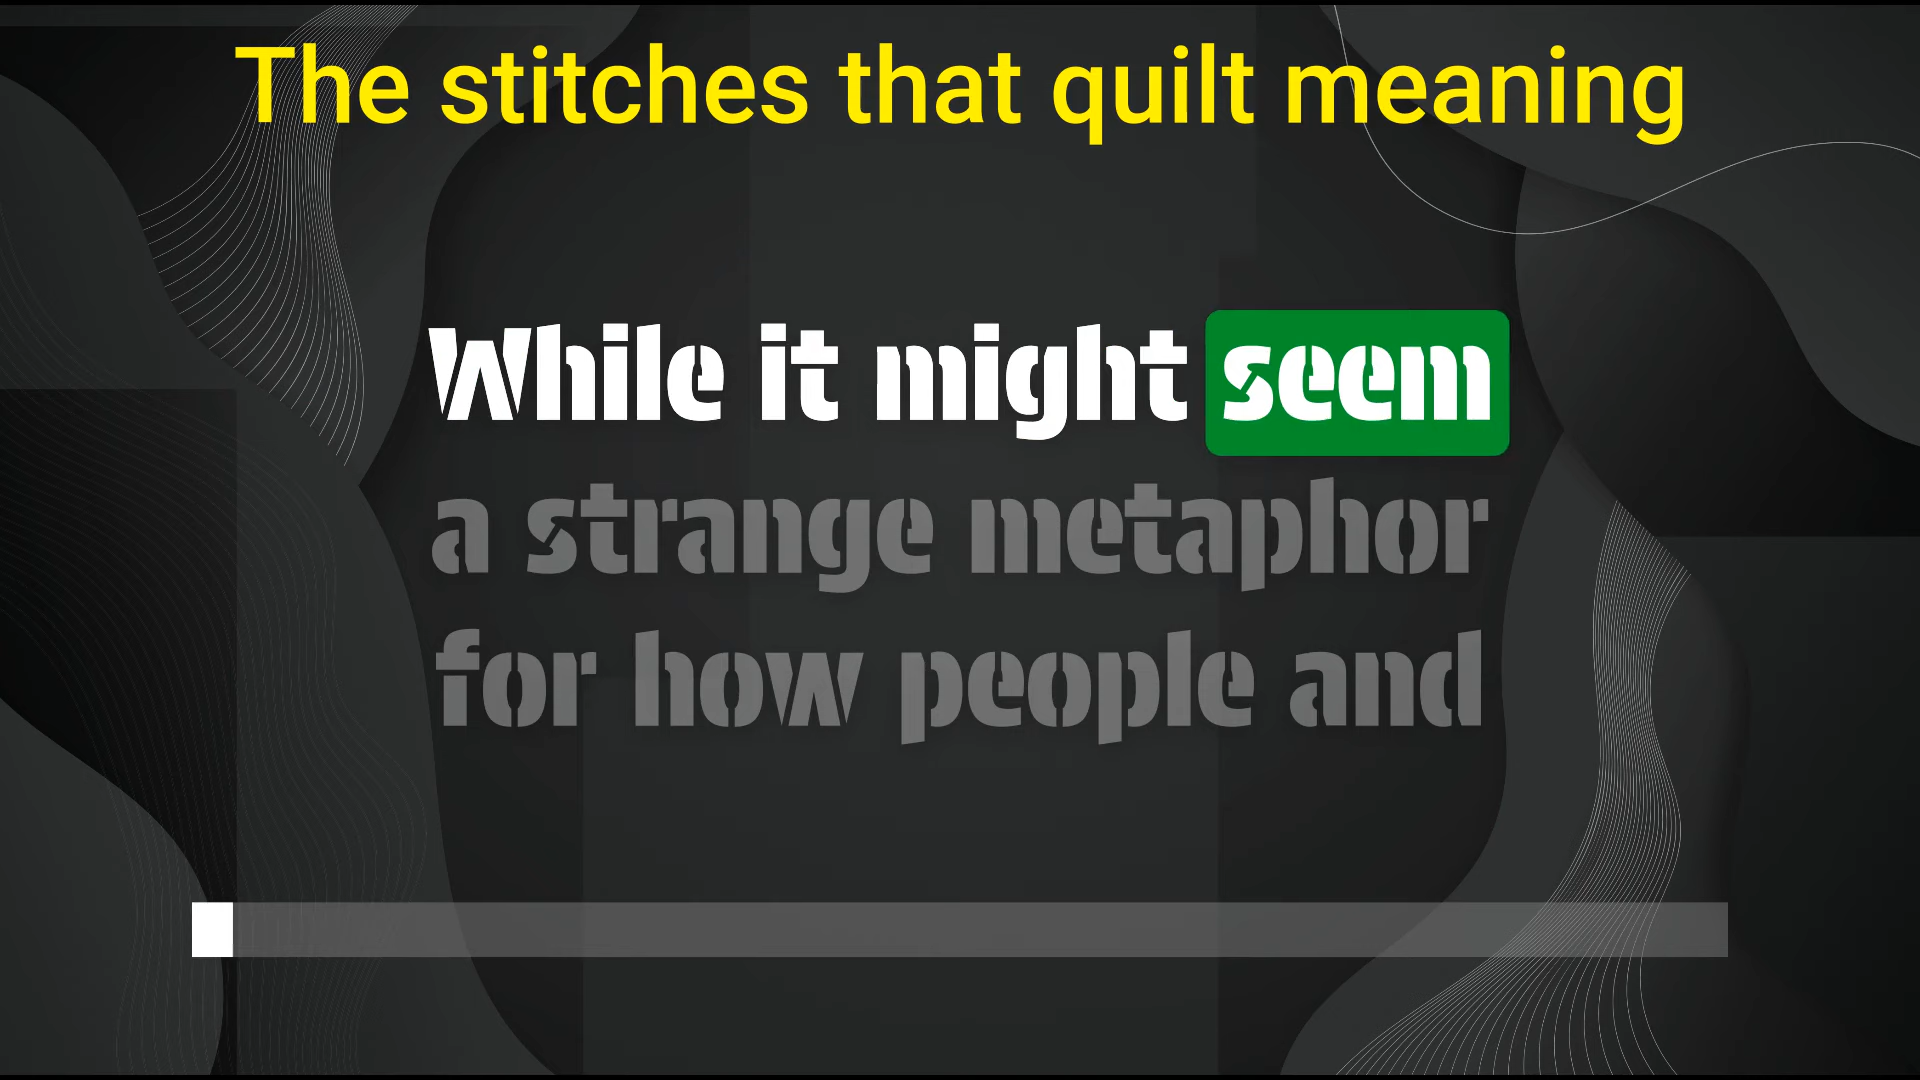 The stitches that quilt meaning
While it might seem
a strange metaphor
for how people and